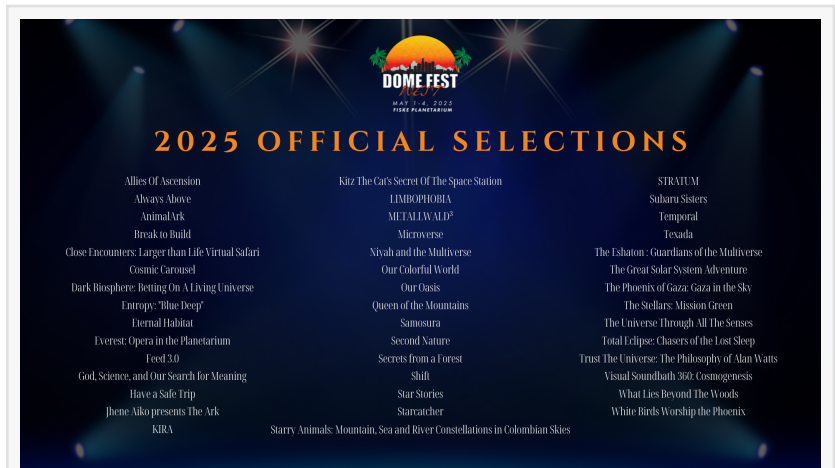 DOME FEST
WEST
MAY 1-4, 2025
FISKE PLANETARIUM
2025 OFFICIAL SELECTIONS
Allies Of Ascension
Always Above
AnimalArk
Break to Build
Close Encounters: Larger than Life Virtual Safari
Cosmic Carousel
Dark Biosphere: Betting On A Living Universe
Entropy: "Blue Deep"
Eternal Habitat
Everest: Opera in the Planetarium
Feed 3.0
God, Science, and Our Search for Meaning
Have a Safe Trip
Jhene Aiko presents The Ark
KIRA
Kitz The Cat's Secret Of The Space Station
LIMBOPHOBIA
METALLWALD³
Microverse
Niyah and the Multiverse
Our Colorful World
Our Oasis
Queen of the Mountains
Samosura
Second Nature
Secrets from a Forest
Shift
Star Stories
Starcatcher
Starry Animals: Mountain, Sea and River Constellations in Colombian Skies
STRATUM
Subaru Sisters
Temporal
Texada
The Eshaton : Guardians of the Multiverse
The Great Solar System Adventure
The Phoenix of Gaza: Gaza in the Sky
The Stellars: Mission Green
The Universe Through All The Senses
Total Eclipse: Chasers of the Lost Sleep
Trust The Universe: The Philosophy of Alan Watts
Visual Soundbath 360: Cosmogenesis
What Lies Beyond The Woods
White Birds Worship the Phoenix